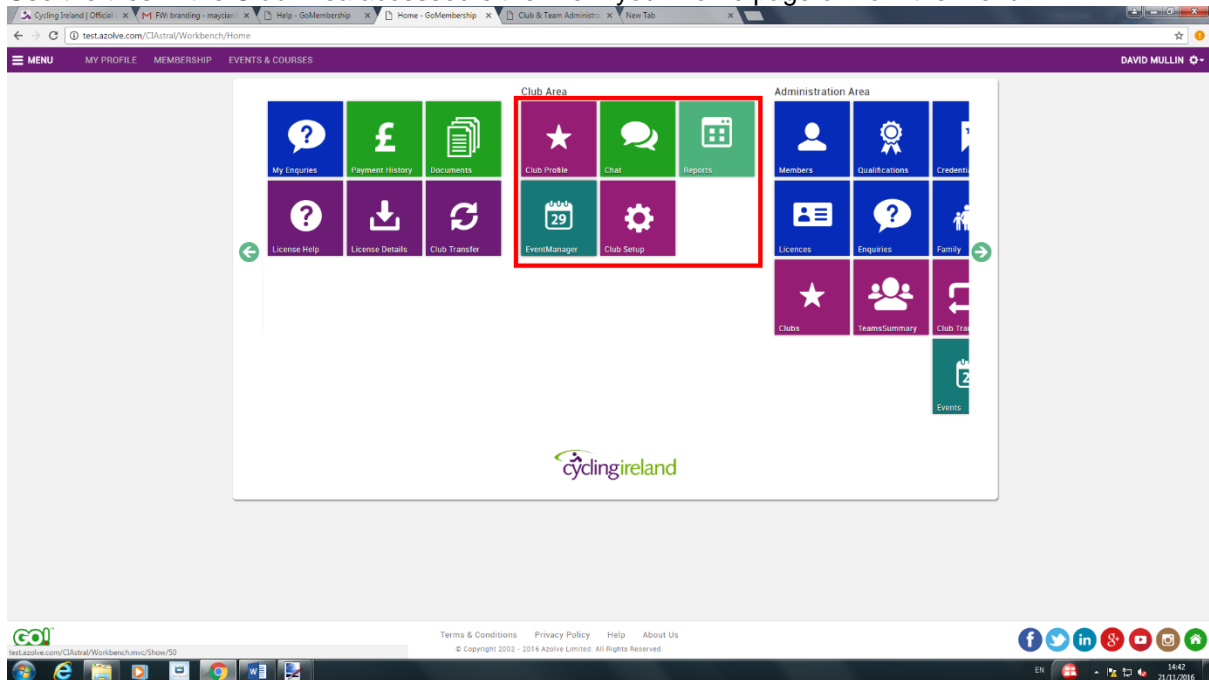 Cycling Ireland | Official
FW: branding - maycian
Help - GoMembership
Home - GoMembership
Club & Team Administra
New Tab
test.azolve.com/CIAstral/Workbench/Home
MENU MY PROFILE MEMBERSHIP EVENTS & COURSES DAVID MULLIN
Club Area
Administration Area
My Enquries
Payment History
Documents
Club Profile
Chat
Reports
Members
Qualifications
Credentia
License Help
License Details
Club Transfer
29
EventManager
Club Setup
Licences
Enquiries
Family
Clubs
TeamsSummary
Club Tra
Events
cyclingireland
GO!
Terms & Conditions Privacy Policy Help About Us
© Copyright 2002 - 2016 Azolve Limited. All Rights Reserved.
test.azolve.com/CIAstral/Workbench.mvc/Show/50
EN
14:42
21/11/2016